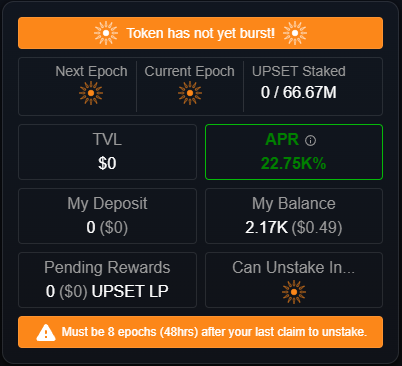 Token has not yet burst!
Next Epoch Current Epoch UPSET Staked
0 / 66.67M
TVL APR
$0 22.75K%
My Deposit My Balance
0 ($0) 2.17K ($0.49)
Pending Rewards Can Unstake In...
0 ($0) UPSET LP
Must be 8 epochs (48hrs) after your last claim to unstake.